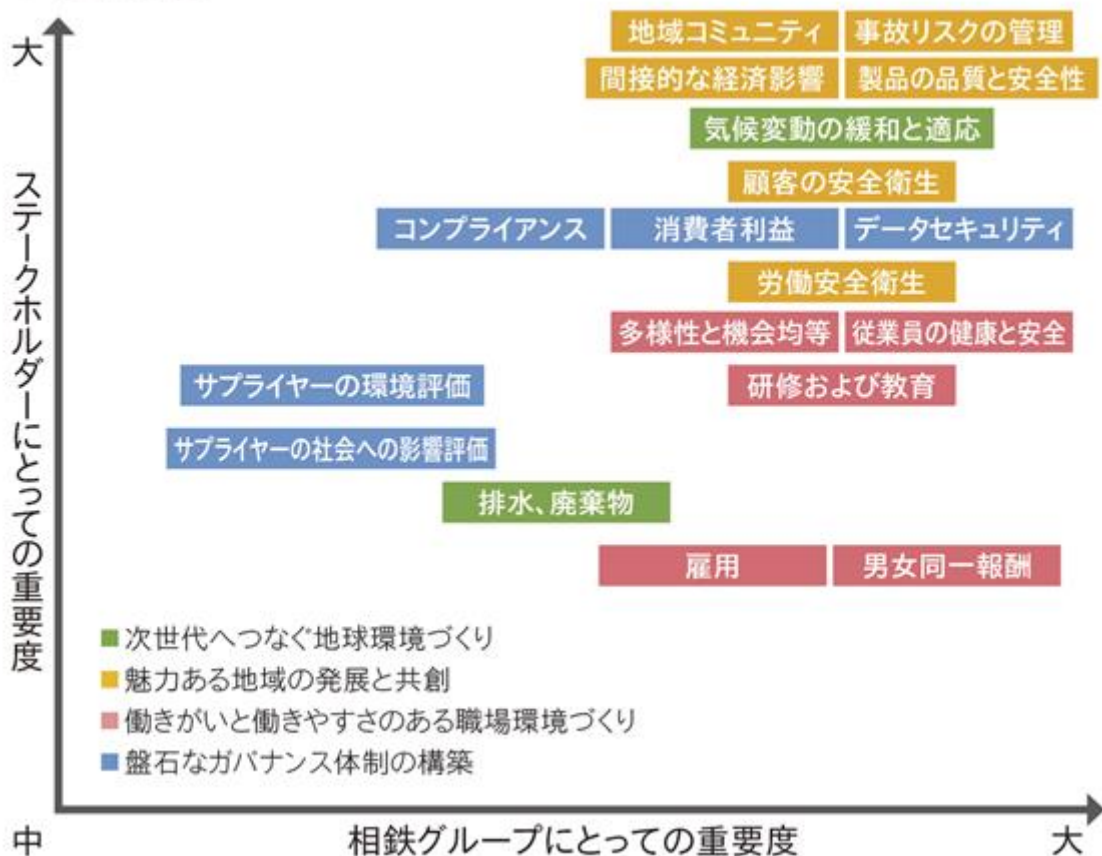 大
地域コミュニティ 事故リスクの管理
間接的な経済影響 製品の品質と安全性
気候変動の緩和と適応
顧客の安全衛生
コンプライアンス 消費者利益 データセキュリティ
労働安全衛生
多様性と機会均等 従業員の健康と安全
サプライヤーの環境評価 研修および教育
サプライヤーの社会への影響評価
排水、廃棄物
雇用 男女同一報酬
ステークホルダーにとっての重要度
■次世代へつなぐ地球環境づくり
■魅力ある地域の発展と共創
■働きがいと働きやすさのある職場環境づくり
■盤石なガバナンス体制の構築
中 相鉄グループにとっての重要度 大